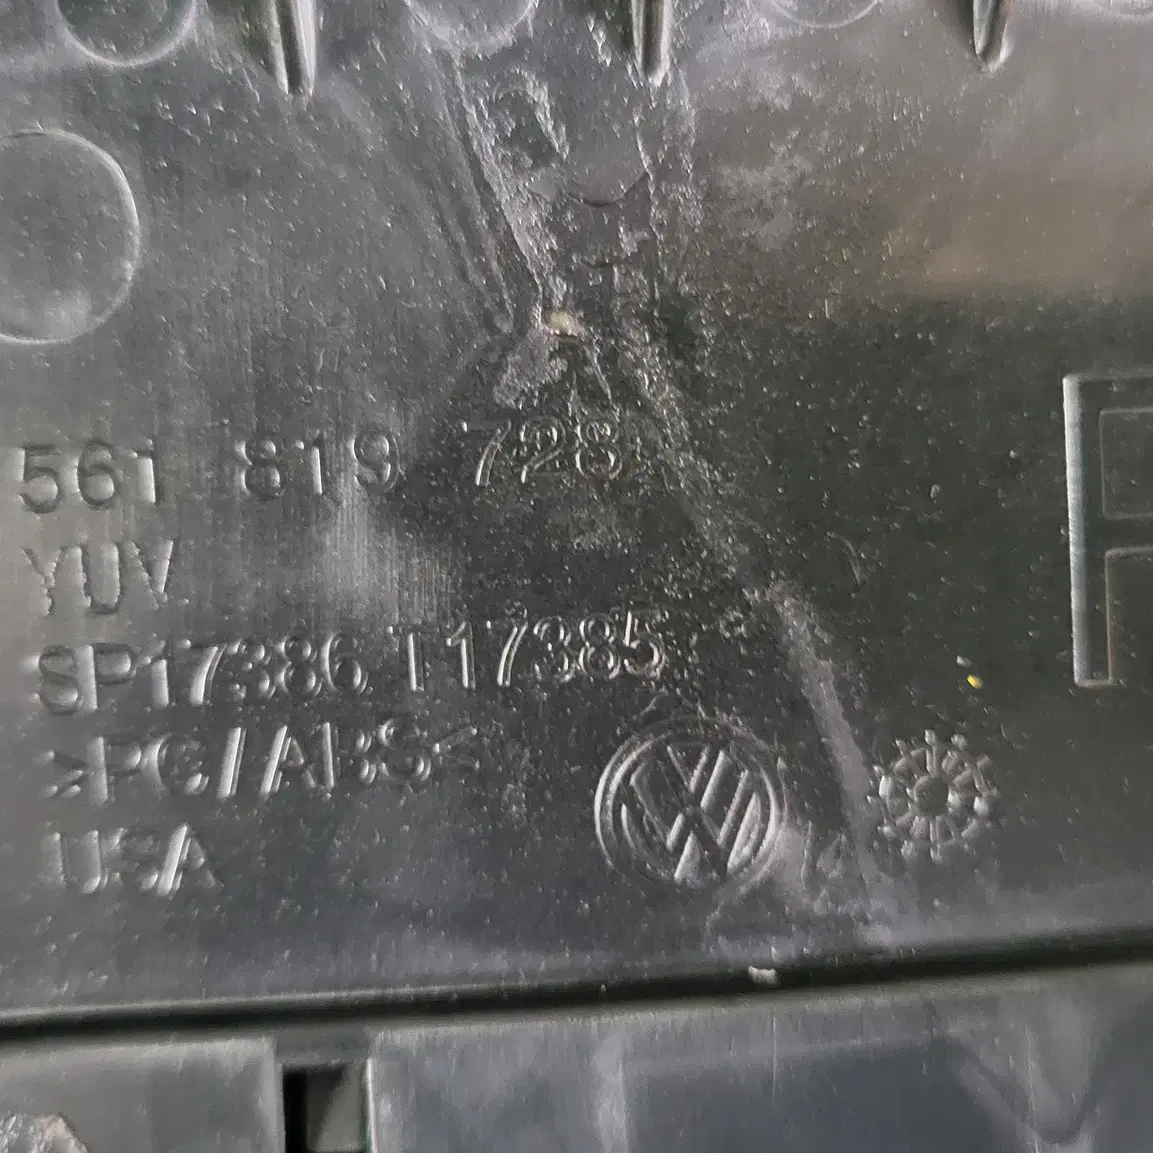 561 819 728
YUV
SP17386 T17385
>PC/ABS<
USA